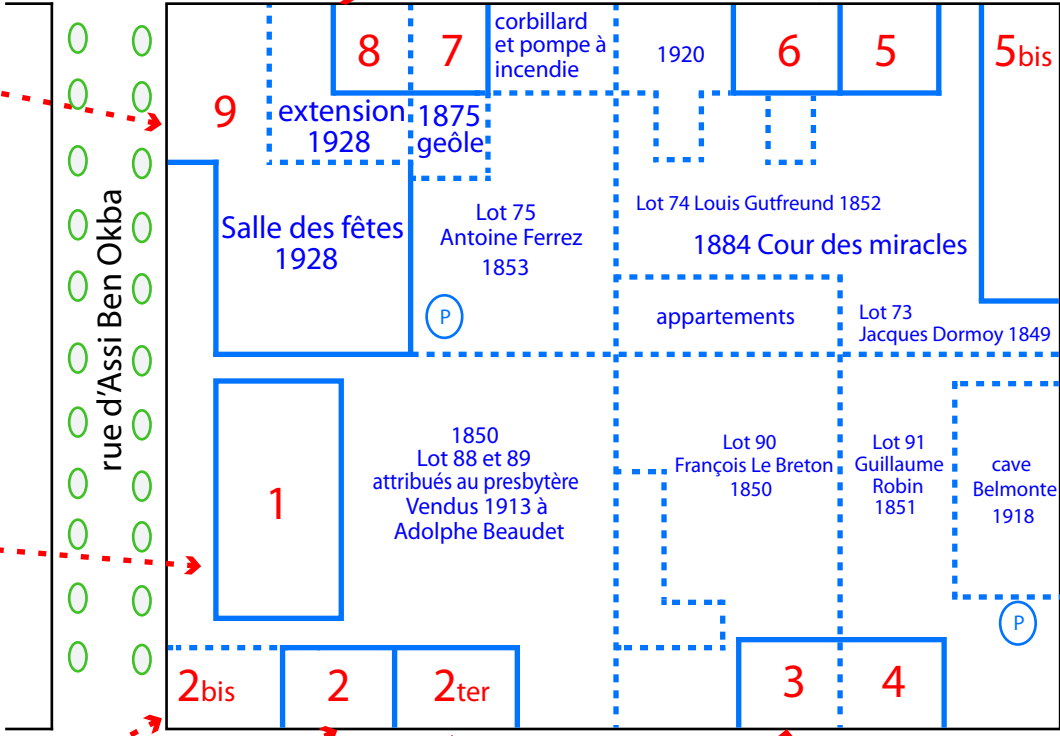 rue d'Assi Ben Okba
9
8
7
corbillard
et pompe à
incendie
1920
6
5
5bis
extension
1928
1875
geôle
Salle des fêtes
1928
Lot 75
Antoine Ferrez
1853
P
Lot 74 Louis Gutfreund 1852
1884 Cour des miracles
appartements
Lot 73
Jacques Dormoy 1849
1
1850
Lot 88 et 89
attribués au presbytère
Vendus 1913 à
Adolphe Beaudet
Lot 90
François Le Breton
1850
Lot 91
Guillaume
Robin
1851
cave
Belmonte
1918
P
2bis
2
2ter
3
4